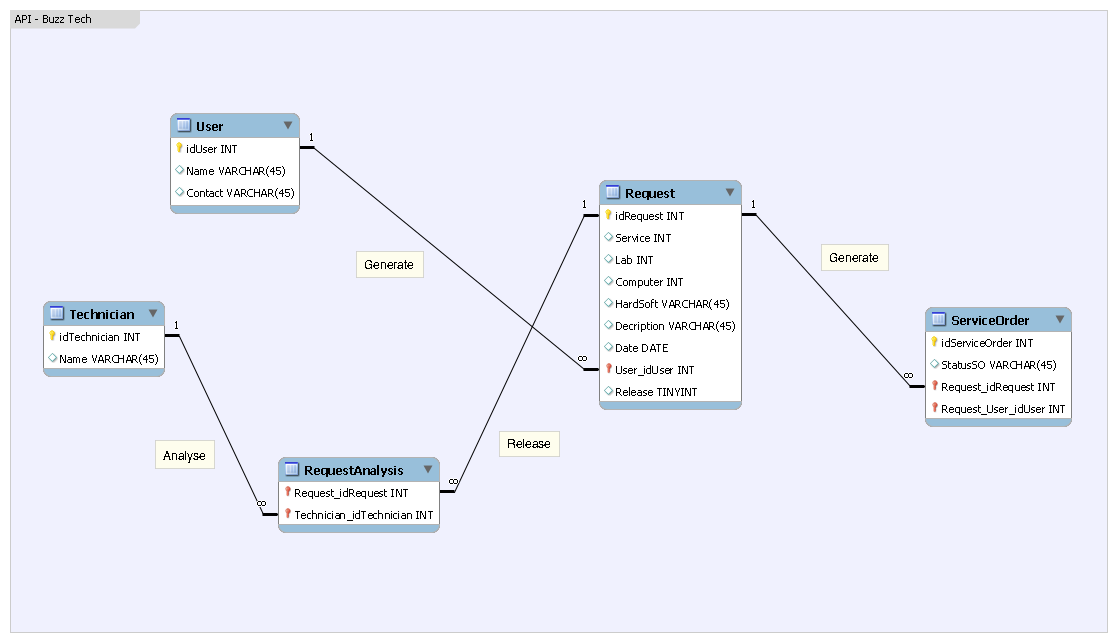 API - Buzz Tech
User
1
idUser INT
Name VARCHAR(45)
Contact VARCHAR(45)
Generate
Request
1
1
idRequest INT
Service INT
Lab INT
Computer INT
HardSoft VARCHAR(45)
Decription VARCHAR(45)
Date DATE
∞
User_idUser INT
Release TINYINT
Generate
Technician
1
idTechnician INT
Name VARCHAR(45)
ServiceOrder
idServiceOrder INT
StatusSO VARCHAR(45)
∞
Request_idRequest INT
Request_User_idUser INT
Analyse
Release
RequestAnalysis
∞
Request_idRequest INT
∞
Technician_idTechnician INT